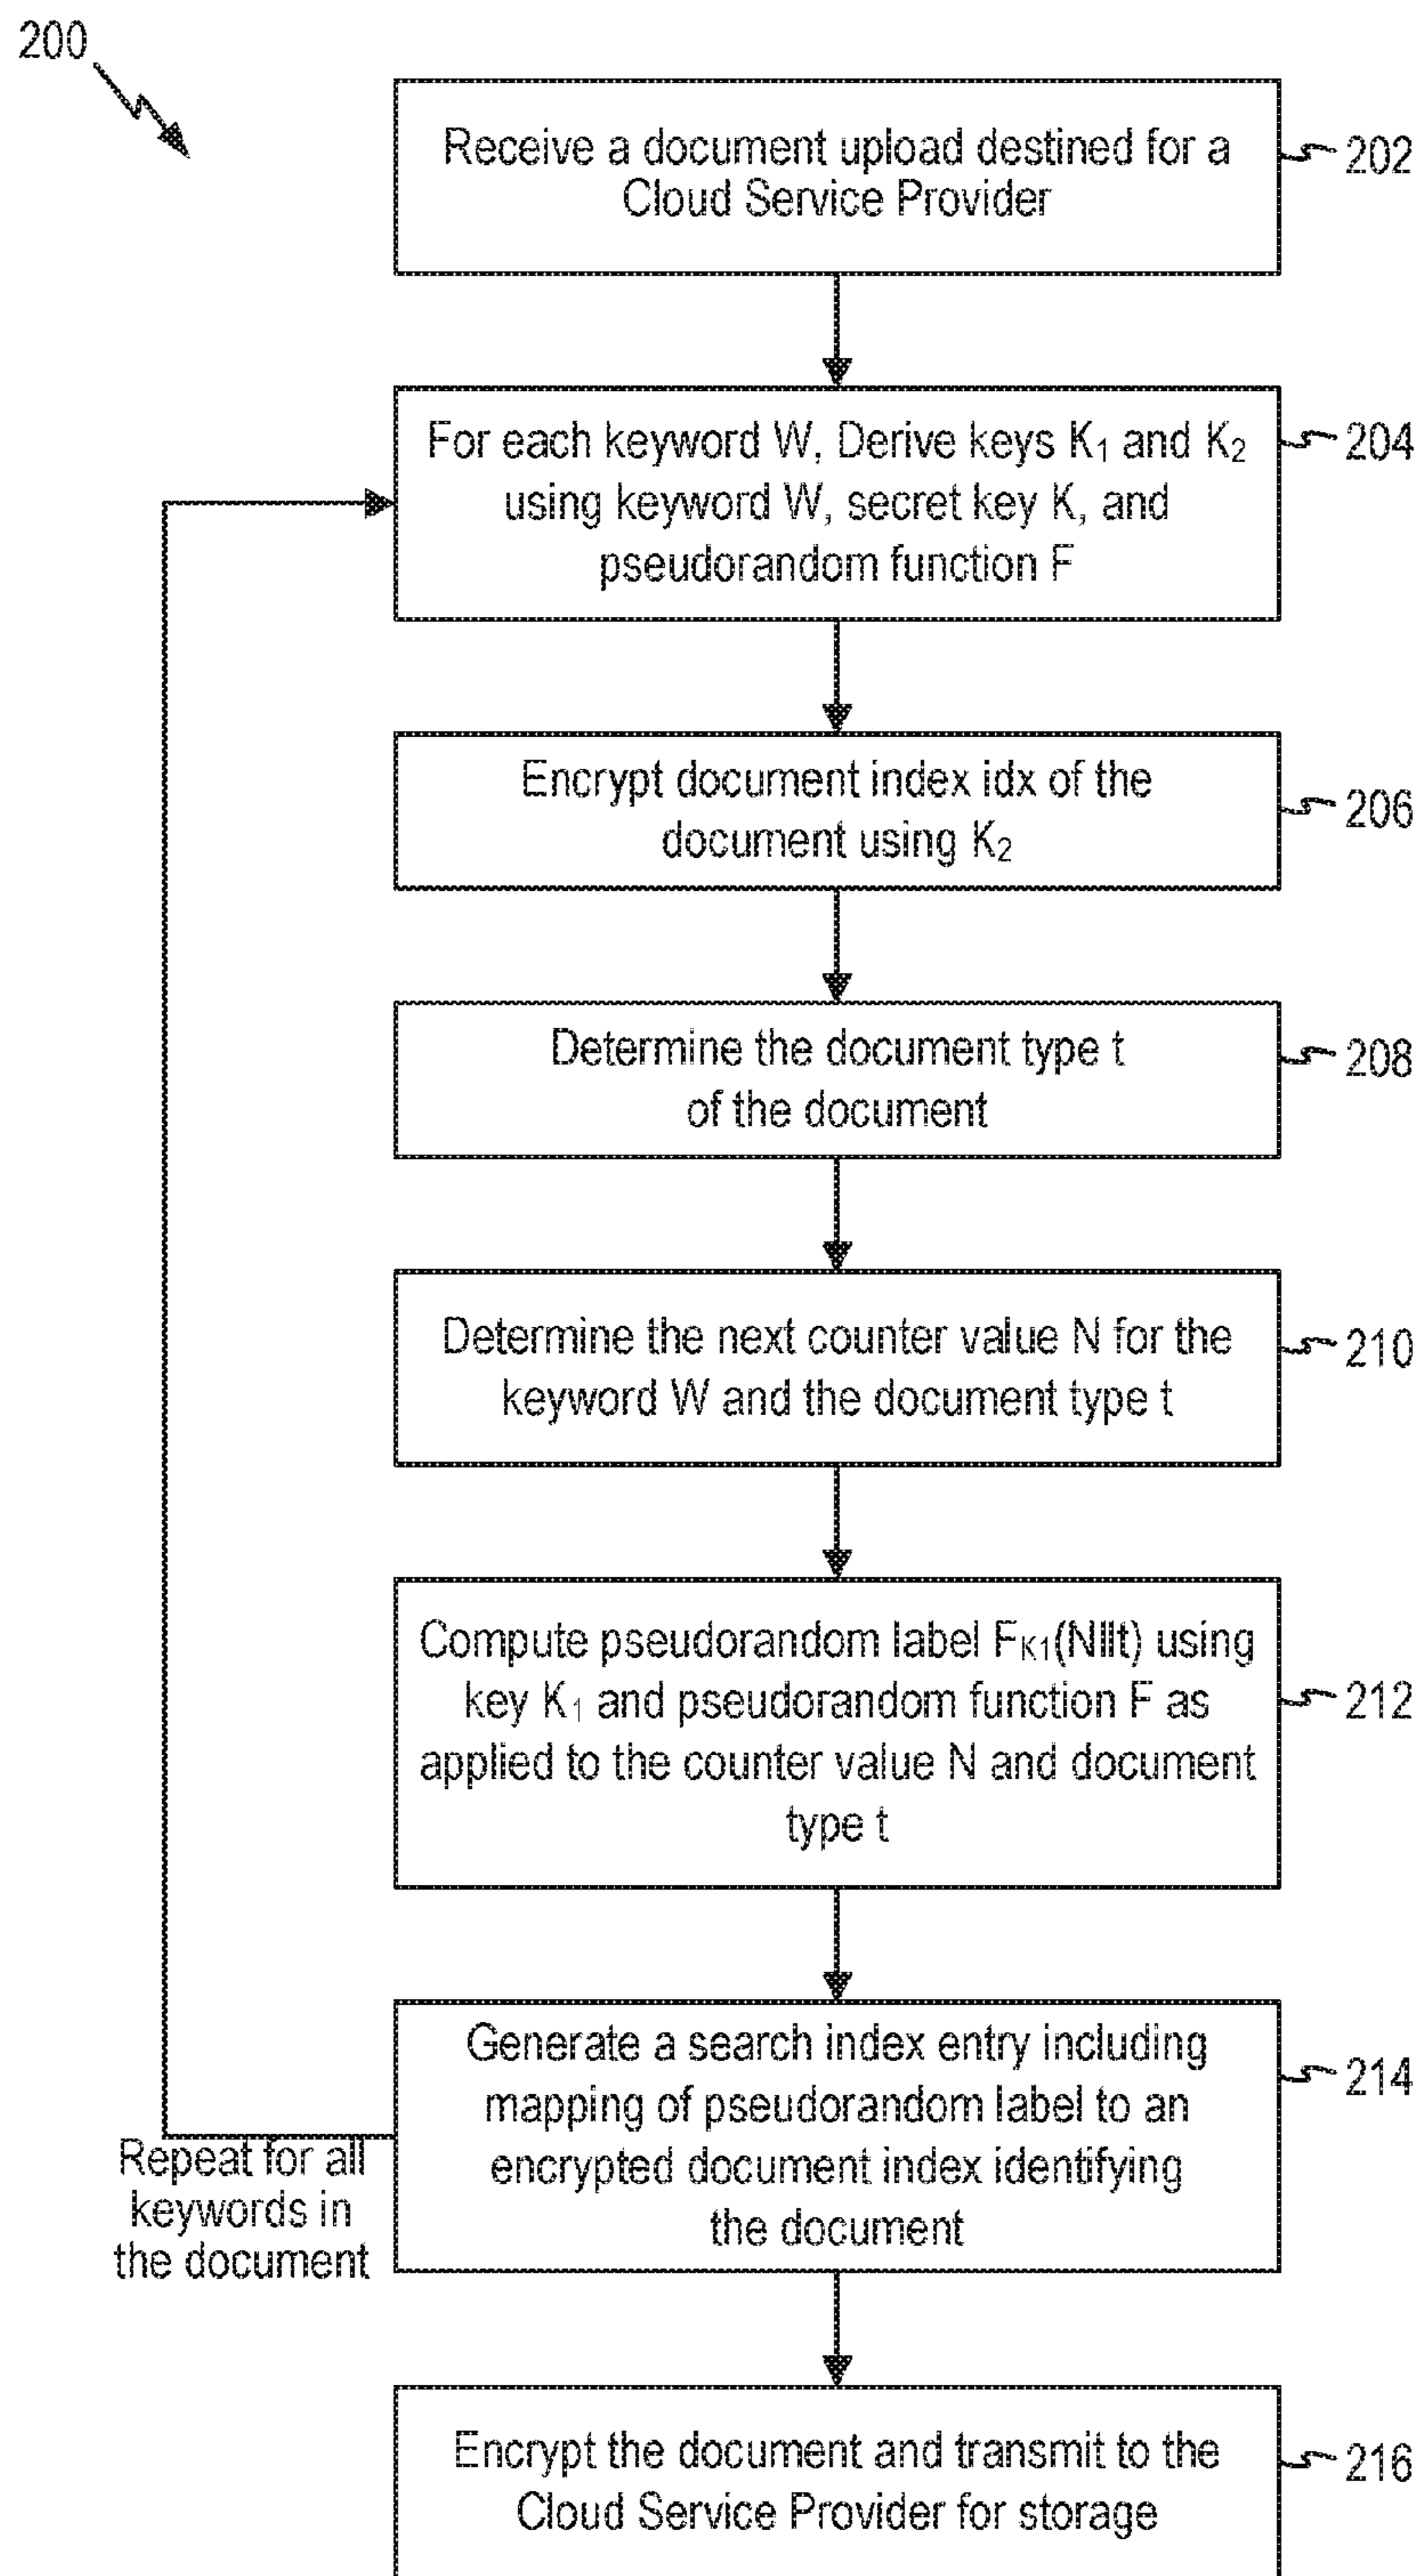 200
Receive a document upload destined for a
Cloud Service Provider
202
For each keyword W, Derive keys K₁ and K₂
using keyword W, secret key K, and
pseudorandom function F
204
Encrypt document index idx of the
document using K₂
206
Determine the document type t
of the document
208
Determine the next counter value N for the
keyword W and the document type t
210
Compute pseudorandom label F_K1(N||t) using
key K₁ and pseudorandom function F as
applied to the counter value N and document
type t
212
Generate a search index entry including
mapping of pseudorandom label to an
encrypted document index identifying
the document
214
Repeat for all
keywords in
the document
Encrypt the document and transmit to the
Cloud Service Provider for storage
216